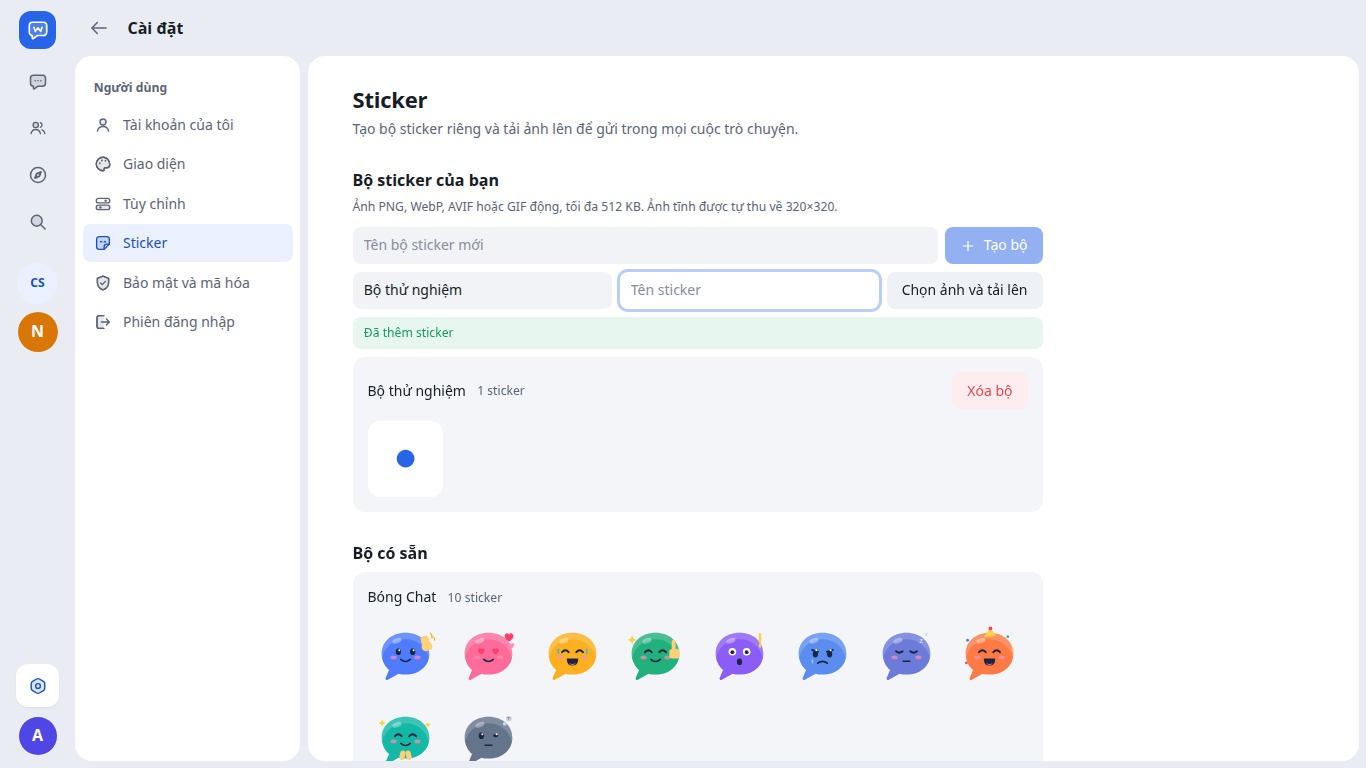 Cài đặt
Người dùng
Tài khoản của tôi
Giao diện
Tùy chỉnh
Sticker
Bảo mật và mã hóa
Phiên đăng nhập
CS
N
A
Sticker
Tạo bộ sticker riêng và tải ảnh lên để gửi trong mọi cuộc trò chuyện.
Bộ sticker của bạn
Ảnh PNG, WebP, AVIF hoặc GIF động, tối đa 512 KB. Ảnh tĩnh được tự thu về 320×320.
Tên bộ sticker mới
Tạo bộ
Bộ thử nghiệm
Tên sticker
Chọn ảnh và tải lên
Đã thêm sticker
Bộ thử nghiệm 1 sticker
Xóa bộ
Bộ có sẵn
Bóng Chat 10 sticker